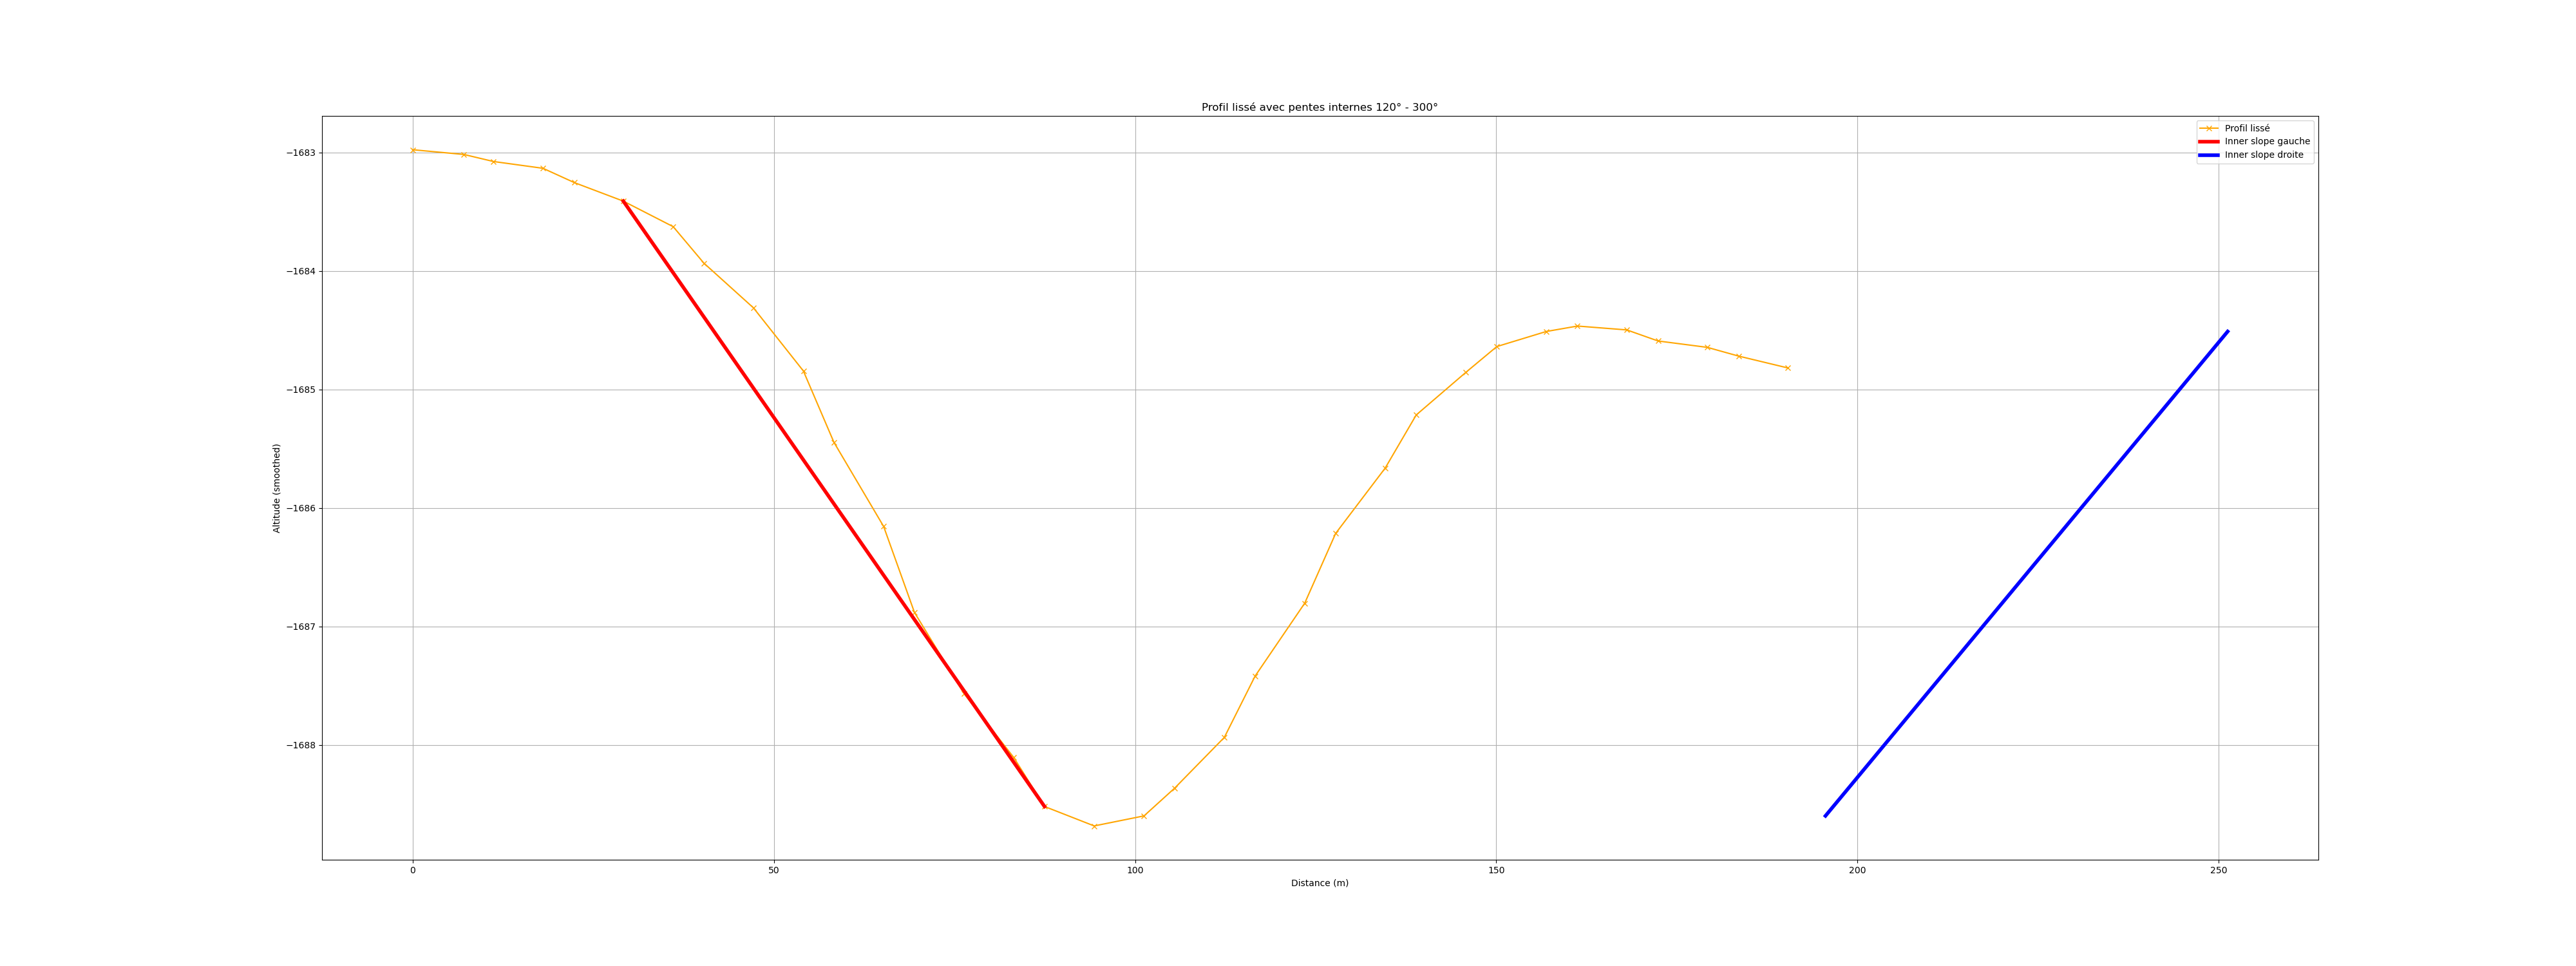 Profil lissé avec pentes internes 120° - 300°
Profil lissé
Inner slope gauche
Inner slope droite
−1683
−1684
−1685
−1686
−1687
−1688
Altitude (smoothed)
0 50 100 150 200 250
Distance (m)